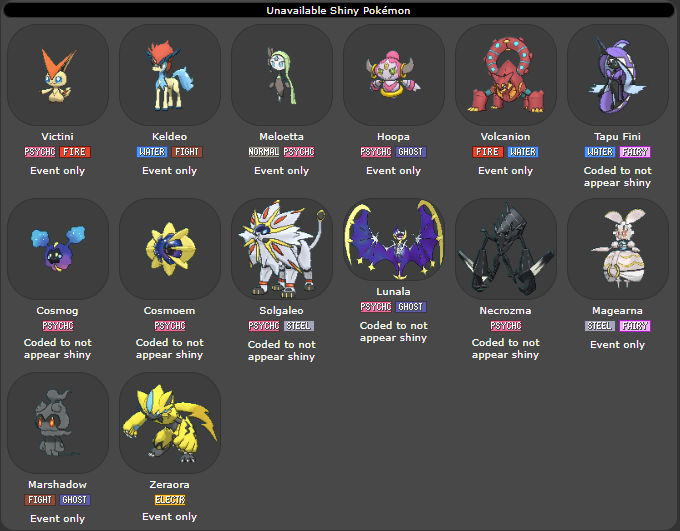 Unavailable Shiny Pokémon
Victini Keldeo Meloetta Hoopa Volcanion Tapu Fini
PSYCHC FIRE WATER FIGHT NORMAL PSYCHC PSYCHC GHOST FIRE WATER WATER FAIRY
Event only Event only Event only Event only Event only Coded to not
appear shiny
Cosmog Cosmoem Solgaleo Lunala Necrozma Magearna
PSYCHC PSYCHC PSYCHC STEEL PSYCHC GHOST PSYCHC STEEL FAIRY
Coded to not Coded to not Coded to not Coded to not Coded to not Event only
appear shiny appear shiny appear shiny appear shiny appear shiny
Marshadow Zeraora
FIGHT GHOST ELECTR
Event only Event only